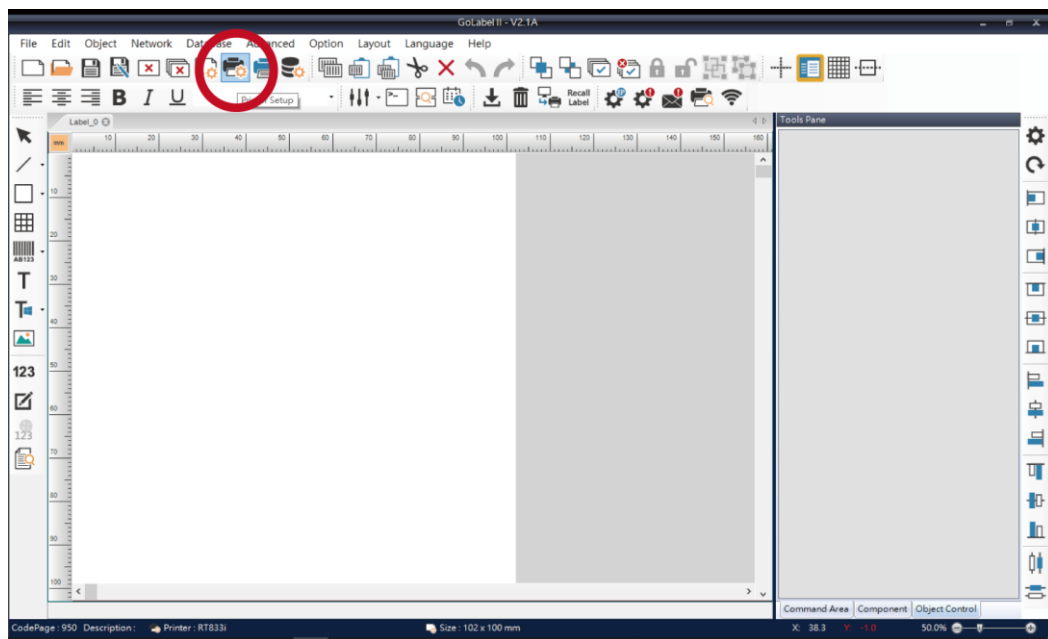 GoLabel II - V2.1A
File Edit Object Network Database Advanced Option Layout Language Help
B I U Setup Recall Label
Label_0 Tools Pane
mm 10 20 30 40 50 60 70 80 90 100 110 120 130 140 150 160
10
20
AB123
T
30
T
40
50
123
60
123
70
80
90
100
Command Area Component Object Control
CodePage : 950 Description : Printer : RT833i Size : 102 x 100 mm X: 38.3 Y: -1.0 50.0%